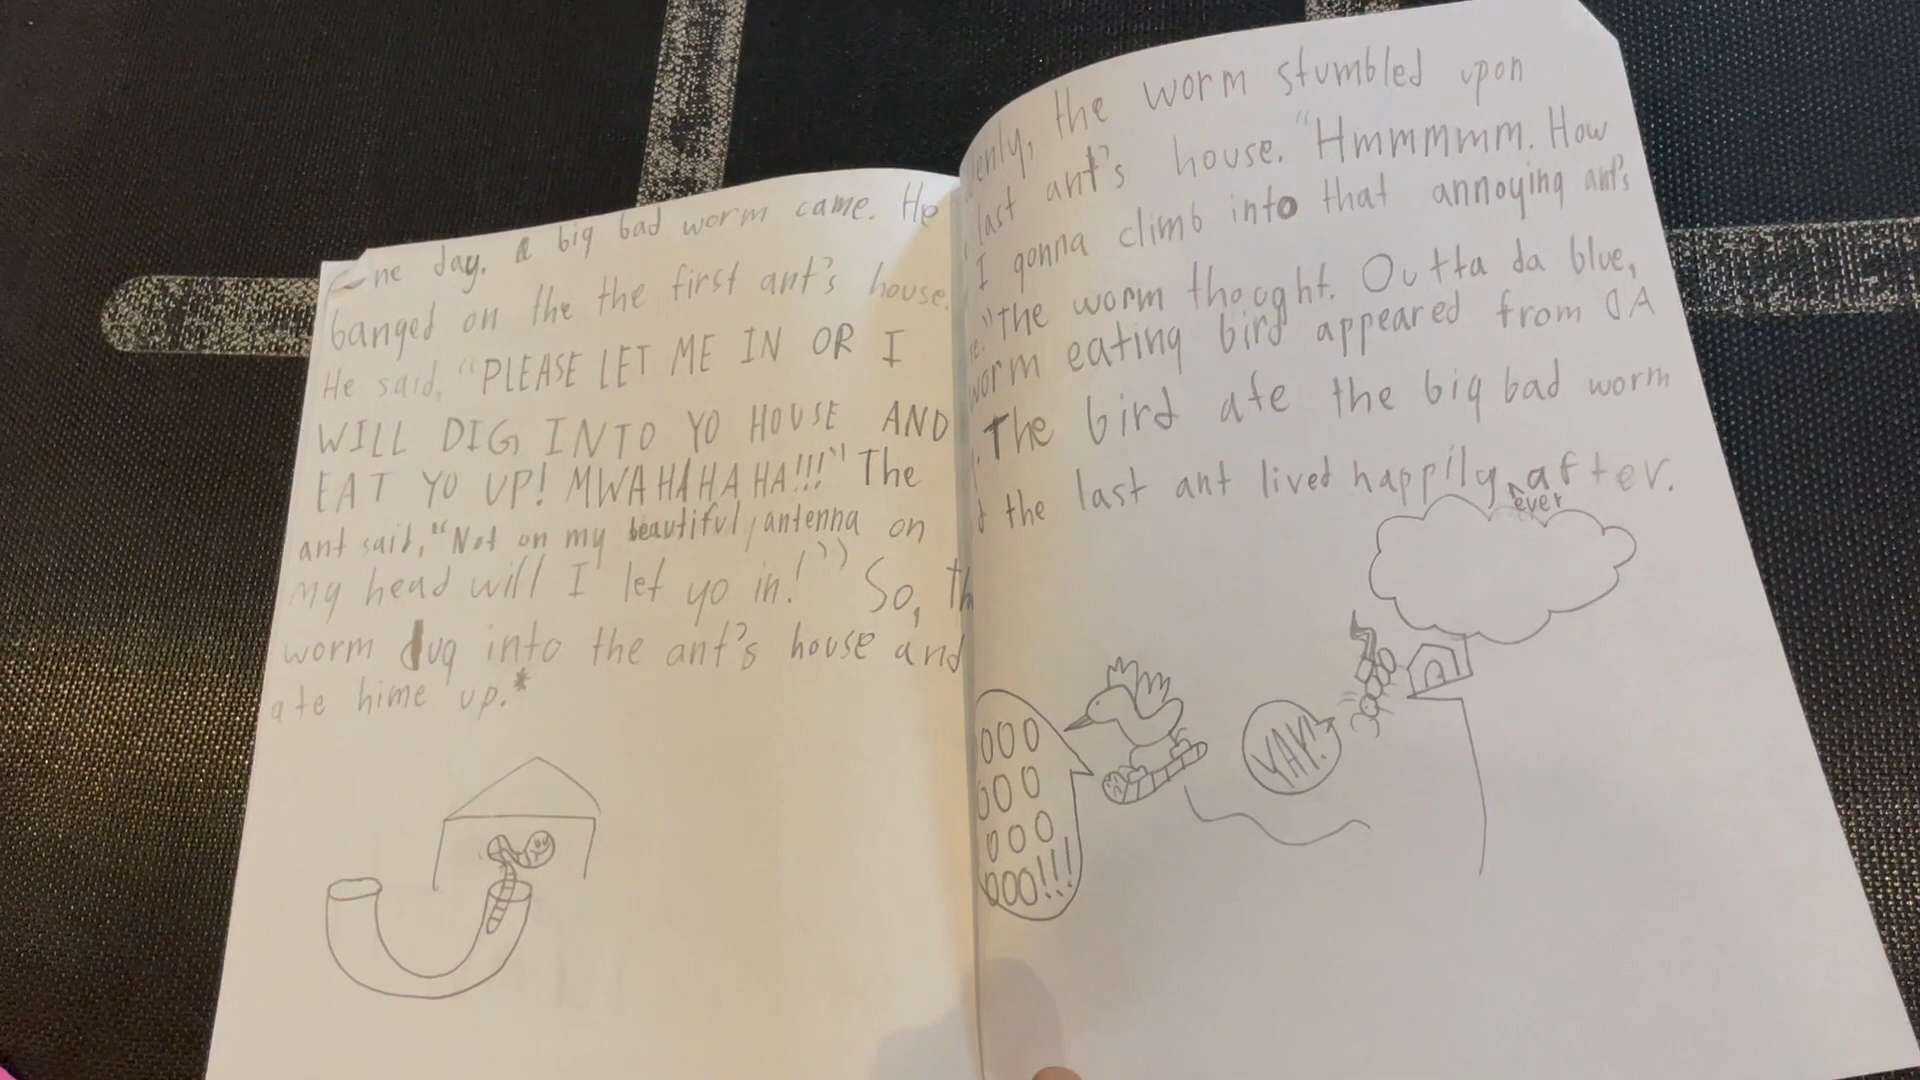 One day, a big bad worm came. He
banged on the the first ant's house.
He said, "PLEASE LET ME IN OR I
WILL DIG INTO YO HOUSE AND
EAT YO UP! MWAHAHAHA!!!" The
ant said, "Not on my beautiful, antenna on
my head will I let yo in!" So, th
worm dug into the ant's house and
ate hime up.*
enly, the worm stumbled upon
last ant's house. "Hmmmmm. How
I gonna climb into that annoying ant's
se." The worm thought. Outta da blue,
worm eating bird appeared from DA
The bird ate the big bad worm
d the last ant lived happily ever after.
OOO
OOO
OOO
OOO!!!
YAY!